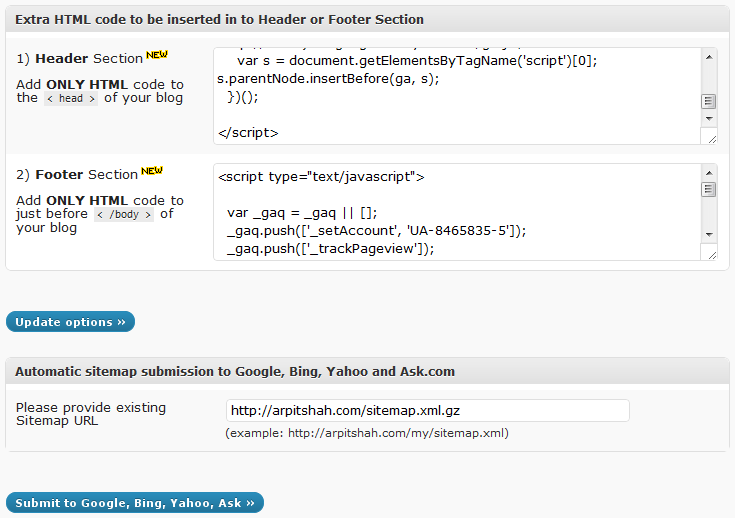 Extra HTML code to be inserted in to Header or Footer Section
1) Header Section NEW
Add ONLY HTML code to
the < head > of your blog
var s = document.getElementsByTagName('script')[0];
s.parentNode.insertBefore(ga, s);
})();
</script>
2) Footer Section NEW
Add ONLY HTML code to
just before < /body > of
your blog
<script type="text/javascript">
var _gaq = _gaq || [];
_gaq.push(['_setAccount', 'UA-8465835-5']);
_gaq.push(['_trackPageview']);
Update options »
Automatic sitemap submission to Google, Bing, Yahoo and Ask.com
Please provide existing
Sitemap URL
http://arpitshah.com/sitemap.xml.gz
(example: http://arpitshah.com/my/sitemap.xml)
Submit to Google, Bing, Yahoo, Ask »